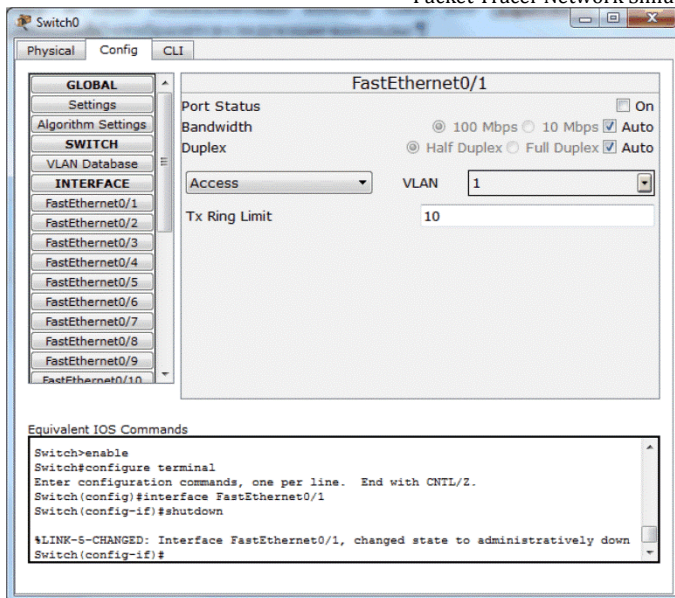 Packet Tracer Network Simu
Switch0
Physical Config CLI
GLOBAL
Settings
Algorithm Settings
SWITCH
VLAN Database
INTERFACE
FastEthernet0/1
FastEthernet0/2
FastEthernet0/3
FastEthernet0/4
FastEthernet0/5
FastEthernet0/6
FastEthernet0/7
FastEthernet0/8
FastEthernet0/9
FastEthernet0/10
FastEthernet0/1
Port Status On
Bandwidth 100 Mbps 10 Mbps Auto
Duplex Half Duplex Full Duplex Auto
Access VLAN 1
Tx Ring Limit 10
Equivalent IOS Commands
Switch>enable
Switch#configure terminal
Enter configuration commands, one per line. End with CNTL/Z.
Switch(config)#interface FastEthernet0/1
Switch(config-if)#shutdown
%LINK-5-CHANGED: Interface FastEthernet0/1, changed state to administratively down
Switch(config-if)#